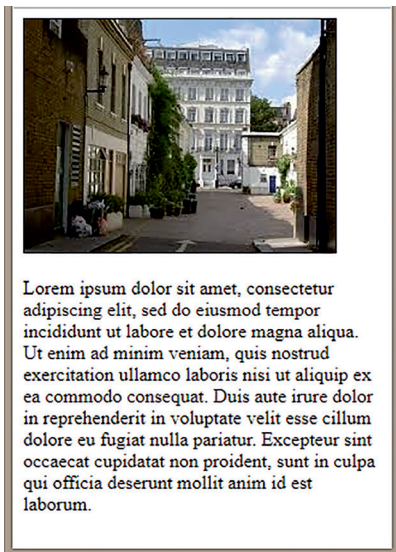 Lorem ipsum dolor sit amet, consectetur
adipiscing elit, sed do eiusmod tempor
incididunt ut labore et dolore magna aliqua.
Ut enim ad minim veniam, quis nostrud
exercitation ullamco laboris nisi ut aliquip ex
ea commodo consequat. Duis aute irure dolor
in reprehenderit in voluptate velit esse cillum
dolore eu fugiat nulla pariatur. Excepteur sint
occaecat cupidatat non proident, sunt in culpa
qui officia deserunt mollit anim id est
laborum.